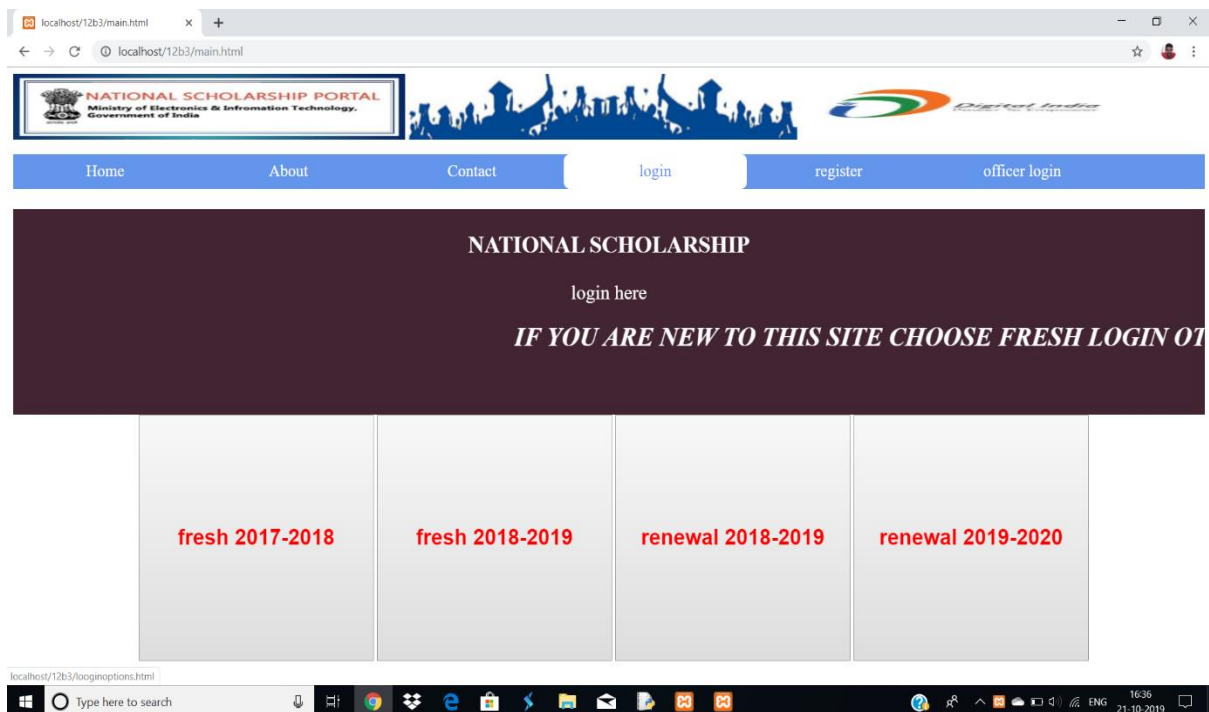 localhost/12b3/main.html
localhost/12b3/main.html
NATIONAL SCHOLARSHIP PORTAL
Ministry of Electronics & Infromation Technology.
Government of India
Digital India
Home About Contact login register officer login
NATIONAL SCHOLARSHIP
login here
IF YOU ARE NEW TO THIS SITE CHOOSE FRESH LOGIN OT
fresh 2017-2018 fresh 2018-2019 renewal 2018-2019 renewal 2019-2020
localhost/12b3/looginoptions.html
Type here to search
ENG
16:36
21-10-2019